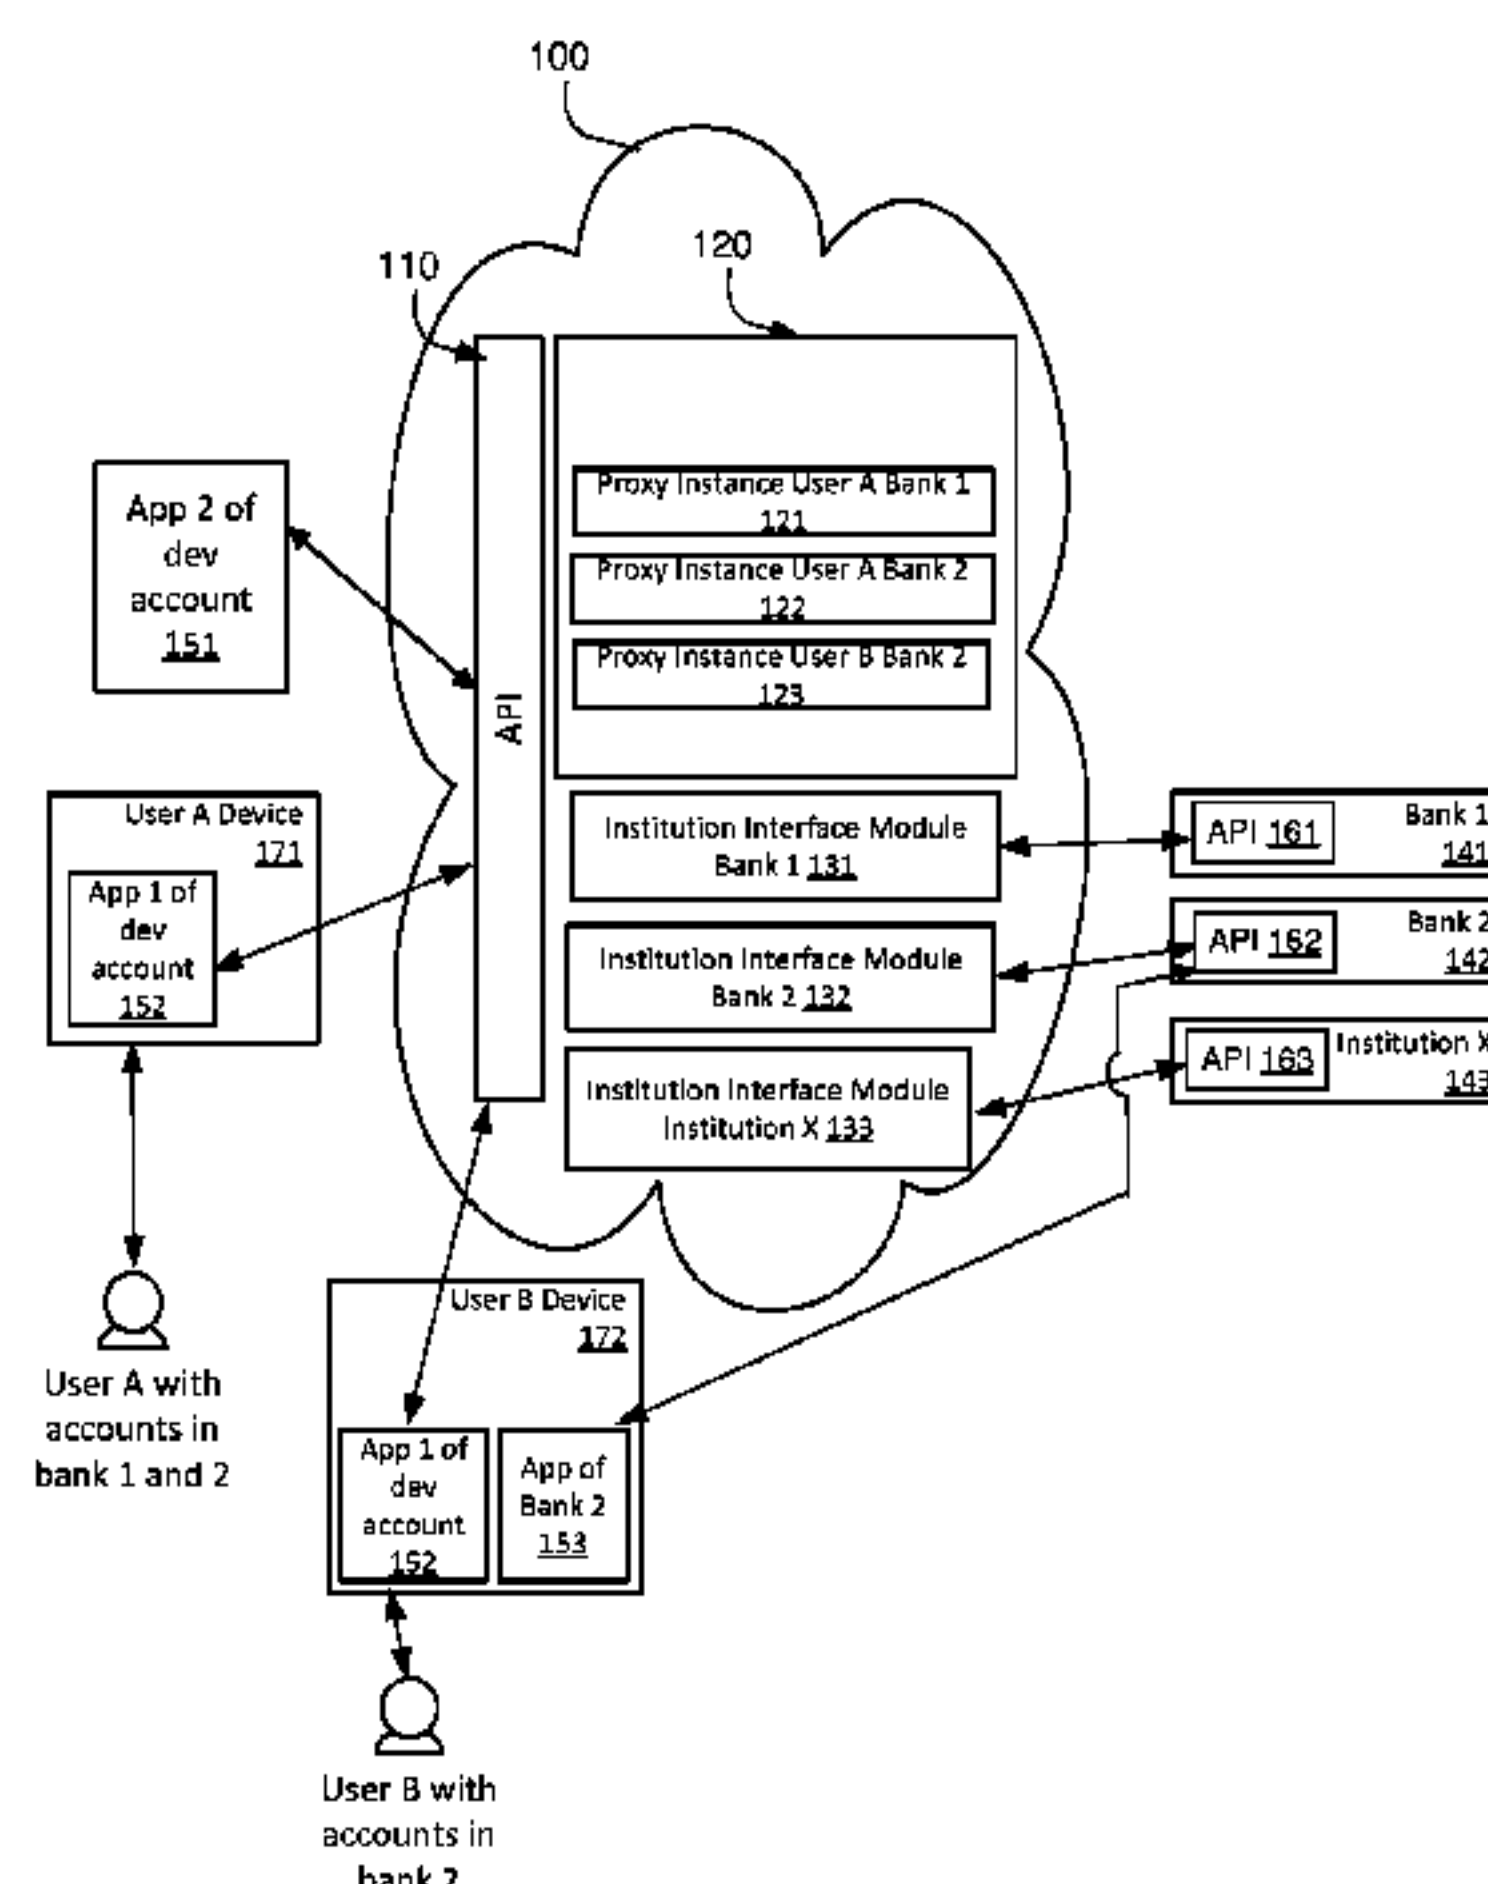 100
120
110
Proxy Instance User A Bank 1
121
Proxy Instance User A Bank 2
122
Proxy Instance User B Bank 2
123
App 2 of
dev
account
151
API
User A Device
171
App 1 of
dev
account
152
Institution Interface Module
Bank 1 131
Institution Interface Module
Bank 2 132
Institution Interface Module
Institution X 133
API 161
Bank 1
141
API 162
Bank 2
142
API 163
Institution X
143
User A with
accounts in
bank 1 and 2
User B Device
172
App 1 of
dev
account
152
App of
Bank 2
153
User B with
accounts in
bank 2